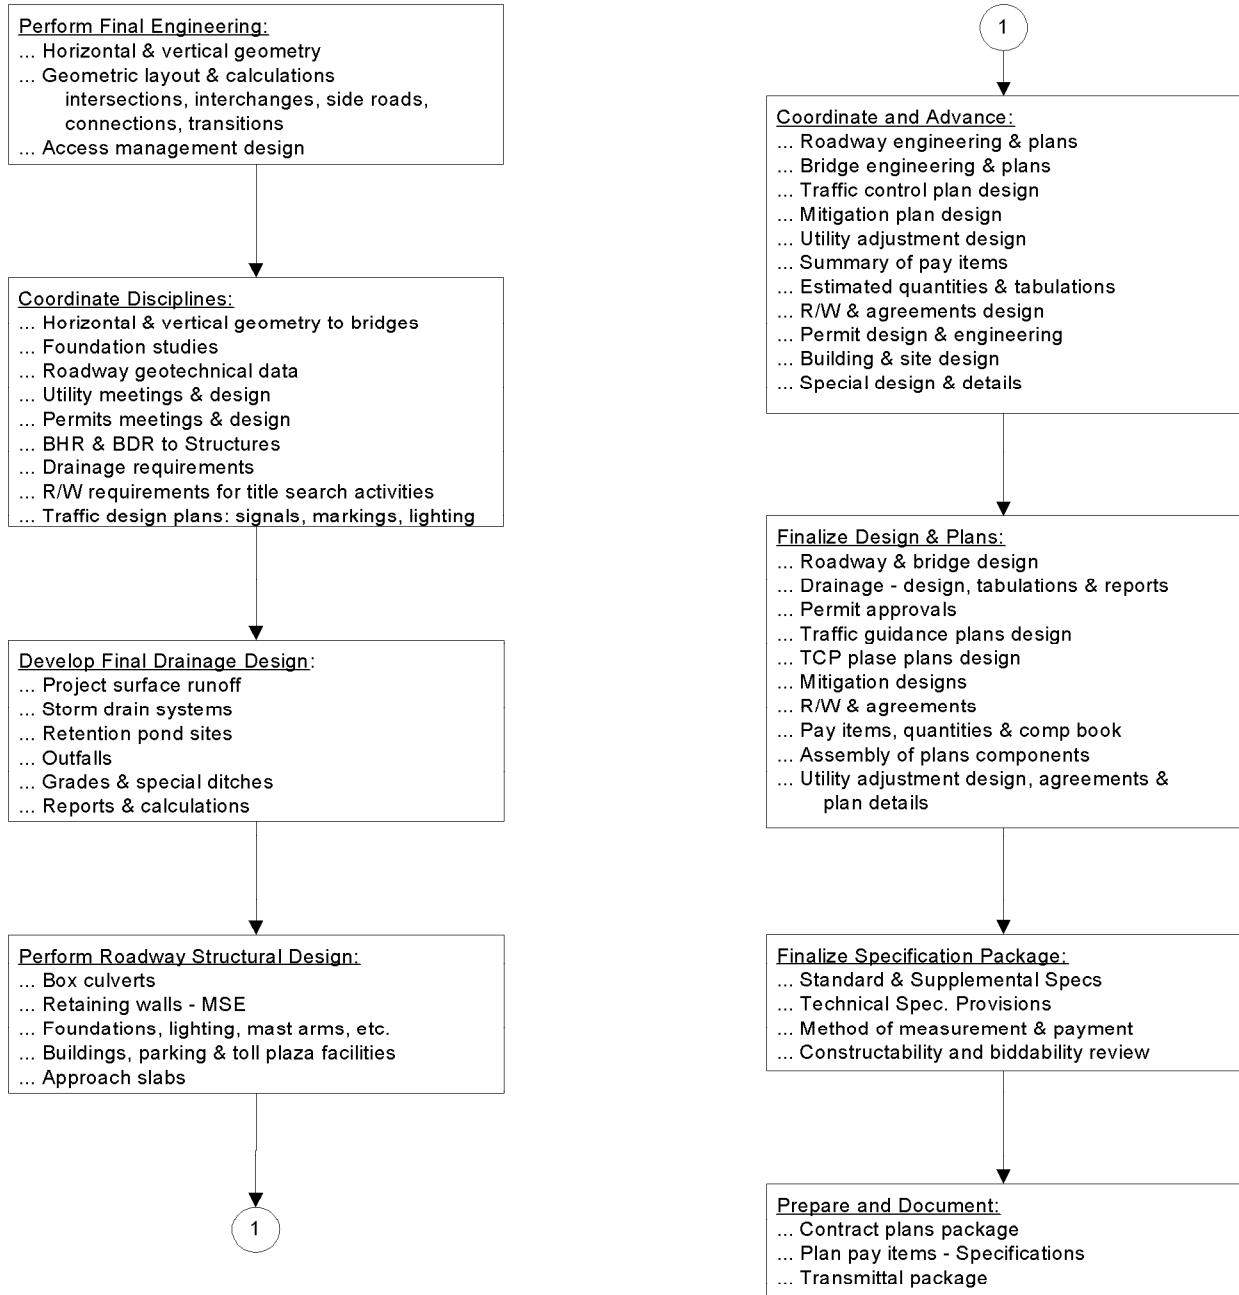 Perform Final Engineering:
... Horizontal & vertical geometry
... Geometric layout & calculations
intersections, interchanges, side roads,
connections, transitions
... Access management design
Coordinate Disciplines:
... Horizontal & vertical geometry to bridges
... Foundation studies
... Roadway geotechnical data
... Utility meetings & design
... Permits meetings & design
... BHR & BDR to Structures
... Drainage requirements
... R/W requirements for title search activities
... Traffic design plans: signals, markings, lighting
Develop Final Drainage Design:
... Project surface runoff
... Storm drain systems
... Retention pond sites
... Outfalls
... Grades & special ditches
... Reports & calculations
Perform Roadway Structural Design:
... Box culverts
... Retaining walls - MSE
... Foundations, lighting, mast arms, etc.
... Buildings, parking & toll plaza facilities
... Approach slabs
1
1
Coordinate and Advance:
... Roadway engineering & plans
... Bridge engineering & plans
... Traffic control plan design
... Mitigation plan design
... Utility adjustment design
... Summary of pay items
... Estimated quantities & tabulations
... R/W & agreements design
... Permit design & engineering
... Building & site design
... Special design & details
Finalize Design & Plans:
... Roadway & bridge design
... Drainage - design, tabulations & reports
... Permit approvals
... Traffic guidance plans design
... TCP plase plans design
... Mitigation designs
... R/W & agreements
... Pay items, quantities & comp book
... Assembly of plans components
... Utility adjustment design, agreements &
plan details
Finalize Specification Package:
... Standard & Supplemental Specs
... Technical Spec. Provisions
... Method of measurement & payment
... Constructability and biddability review
Prepare and Document:
... Contract plans package
... Plan pay items - Specifications
... Transmittal package